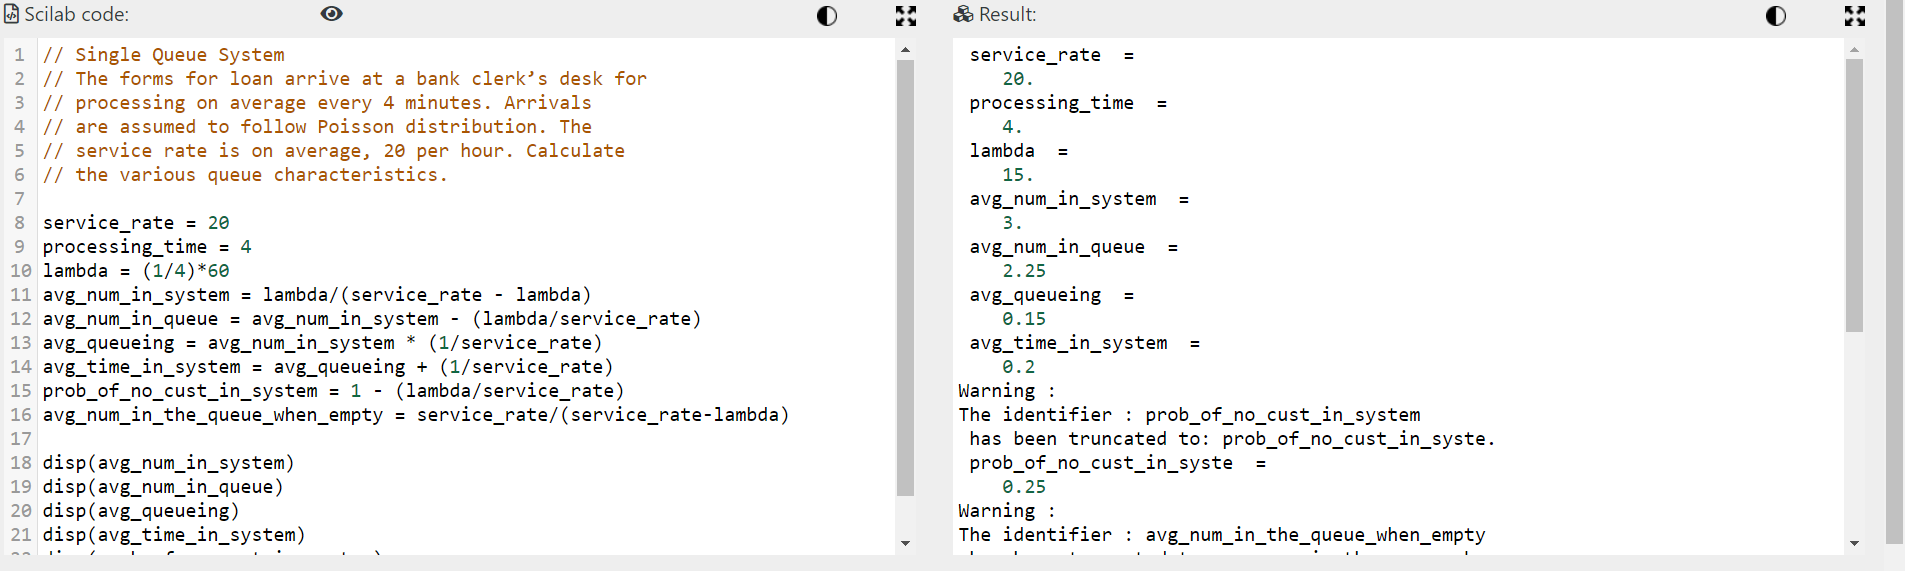 Scilab code:
1 // Single Queue System
2 // The forms for loan arrive at a bank clerk’s desk for
3 // processing on average every 4 minutes. Arrivals
4 // are assumed to follow Poisson distribution. The
5 // service rate is on average, 20 per hour. Calculate
6 // the various queue characteristics.
7
8 service_rate = 20
9 processing_time = 4
10 lambda = (1/4)*60
11 avg_num_in_system = lambda/(service_rate - lambda)
12 avg_num_in_queue = avg_num_in_system - (lambda/service_rate)
13 avg_queueing = avg_num_in_system * (1/service_rate)
14 avg_time_in_system = avg_queueing + (1/service_rate)
15 prob_of_no_cust_in_system = 1 - (lambda/service_rate)
16 avg_num_in_the_queue_when_empty = service_rate/(service_rate-lambda)
17
18 disp(avg_num_in_system)
19 disp(avg_num_in_queue)
20 disp(avg_queueing)
21 disp(avg_time_in_system)
Result:
service_rate =
20.
processing_time =
4.
lambda =
15.
avg_num_in_system =
3.
avg_num_in_queue =
2.25
avg_queueing =
0.15
avg_time_in_system =
0.2
Warning :
The identifier : prob_of_no_cust_in_system
has been truncated to: prob_of_no_cust_in_syste.
prob_of_no_cust_in_syste =
0.25
Warning :
The identifier : avg_num_in_the_queue_when_empty